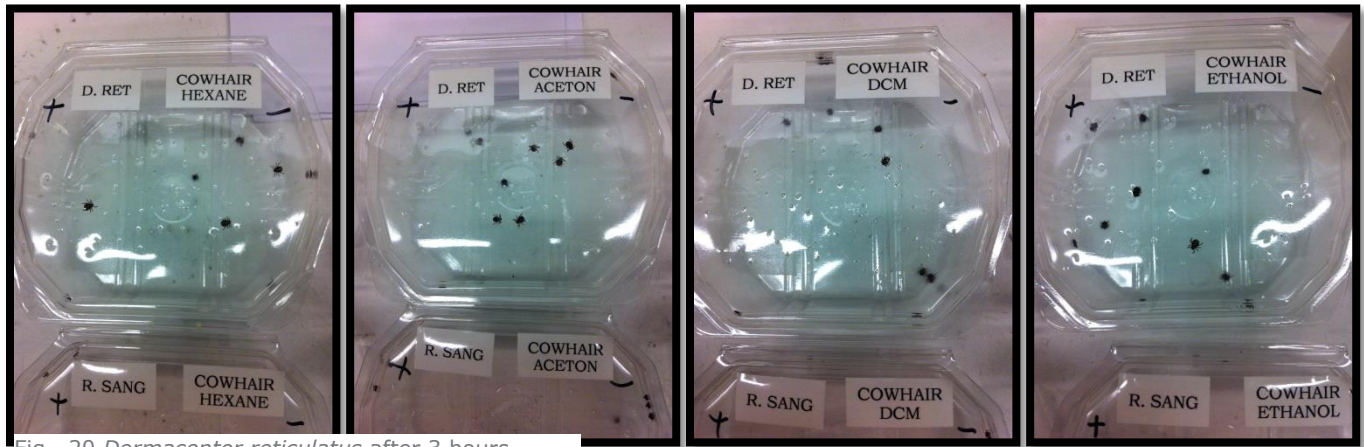 D. RET
COWHAIR
HEXANE
+
-
R. SANG
COWHAIR
HEXANE
+
-
D. RET
COWHAIR
ACETON
+
-
R. SANG
COWHAIR
ACETON
+
-
D. RET
COWHAIR
DCM
+
-
R. SANG
COWHAIR
DCM
+
-
D. RET
COWHAIR
ETHANOL
+
-
R. SANG
COWHAIR
ETHANOL
+
Fig. 20 Dermacentor reticulatus after 3 hours